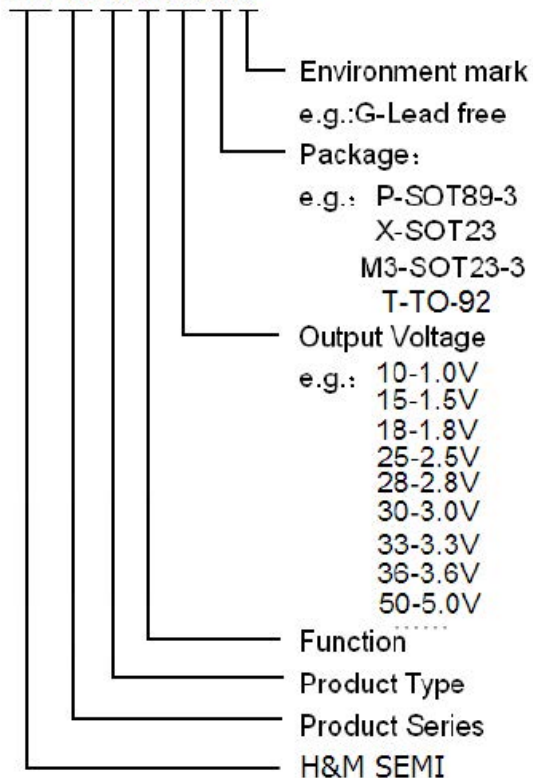 Environment mark
e.g.:G-Lead free
Package：
e.g.： P-SOT89-3
X-SOT23
M3-SOT23-3
T-TO-92
Output Voltage
e.g.： 10-1.0V
15-1.5V
18-1.8V
25-2.5V
28-2.8V
30-3.0V
33-3.3V
36-3.6V
50-5.0V
······
Function
Product Type
Product Series
H&M SEMI